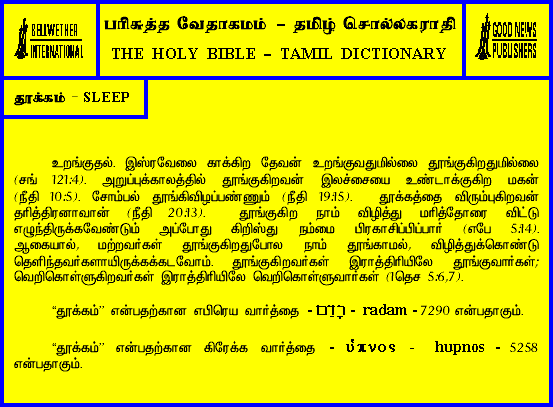 BELLWETHER
INTERNATIONAL
பரிசுத்த வேதாகமம் – தமிழ் சொல்லகராதி
THE HOLY BIBLE – TAMIL DICTIONARY
GOOD NEWS
PUBLISHERS
தூக்கம் – SLEEP
உறங்குதல். இஸ்ரவேலை காக்கிற தேவன் உறங்குவதுமில்லை தூங்கிறதுமில்லை
(சங் 121:4). அறுப்புக்காலத்தில் தூங்குகிறவன் இலச்சையை உண்டாக்குகிற மகன்
(நீதி 10:5). சோம்பல் தூங்கிவிழப்பண்ணும் (நீதி 19:15). தூக்கத்தை விரும்புகிறவன்
தரித்திரனாவான் (நீதி 20:13). தூங்குகிற நாம் விழித்து மரித்தோரை விட்டு
எழுந்திருக்கவேண்டும் அப்போது கிறிஸ்து நம்மை பிரகாசிப்பிப்பார் (எபே 5:14).
ஆகையால், மற்றவர்கள் தூங்குகிறதுபோல நாம் தூங்காமல், விழித்துக்கொண்டு
தெளிந்தவர்களாயிருக்கக்கடவோம். தூங்குகிறவர்கள் இராத்திரியிலே தூங்குவார்கள்;
வெறிகொள்ளுகிறவர்கள் இராத்திரியிலே வெறிகொள்ளுவார்கள் (1தெச 5:6,7).
“தூக்கம்” என்பதற்கான எபிரெய வார்த்தை - רָדַם - radam - 7290 என்பதாகும்.
“தூக்கம்” என்பதற்கான கிரேக்க வார்த்தை - ὕπνος - hupnos - 5258
என்பதாகும்.